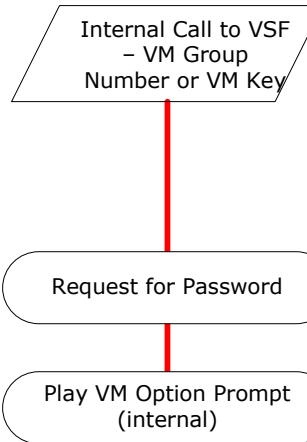 Internal Call to VSF
– VM Group
Number or VM Key
Request for Password
Play VM Option Prompt
(internal)